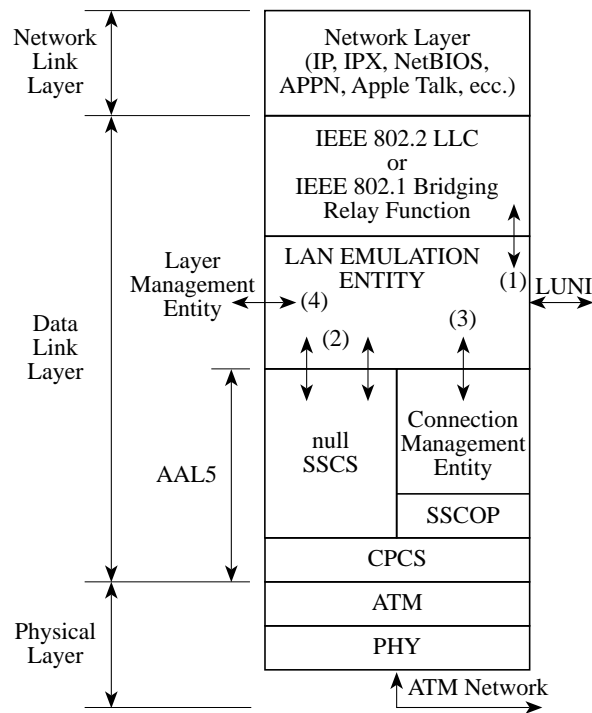 Network
Link
Layer
Network Layer
(IP, IPX, NetBIOS,
APPN, Apple Talk, ecc.)
IEEE 802.2 LLC
or
IEEE 802.1 Bridging
Relay Function
LAN EMULATION
ENTITY
(1)
LUNI
Layer
Management
Entity
(4)
(2)
(3)
Data
Link
Layer
AAL5
null
SSCS
Connection
Management
Entity
SSCOP
CPCS
ATM
PHY
Physical
Layer
ATM Network